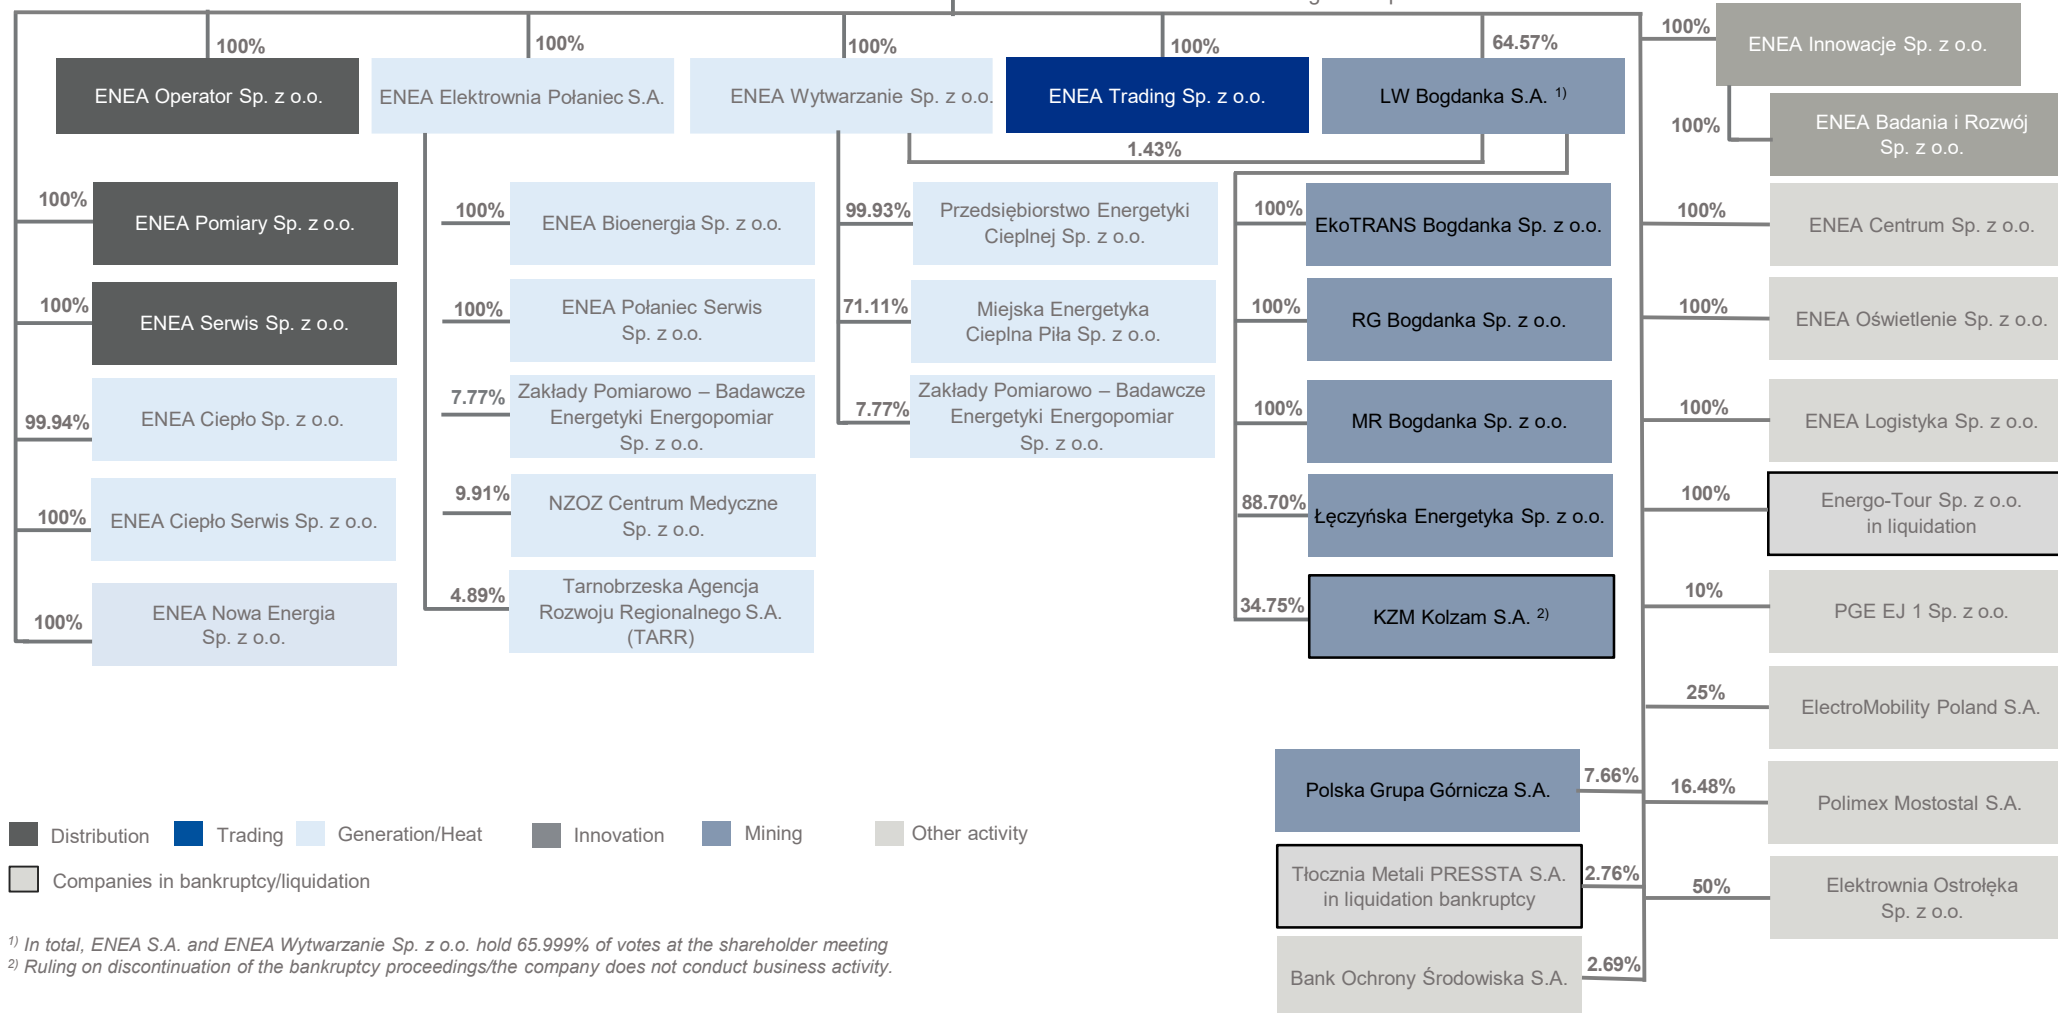 100%
100%
100%
100%
64.57%
100%
ENEA Innowacje Sp. z o.o.
ENEA Operator Sp. z o.o.
ENEA Elektrownia Połaniec S.A.
ENEA Wytwarzanie Sp. z o.o.
ENEA Trading Sp. z o.o.
LW Bogdanka S.A. 1)
100%
ENEA Badania i Rozwój
Sp. z o.o.
1.43%
100%
ENEA Pomiary Sp. z o.o.
100%
ENEA Bioenergia Sp. z o.o.
99.93%
Przedsiębiorstwo Energetyki
Cieplnej Sp. z o.o.
100%
EkoTRANS Bogdanka Sp. z o.o.
100%
ENEA Centrum Sp. z o.o.
100%
ENEA Serwis Sp. z o.o.
100%
ENEA Połaniec Serwis
Sp. z o.o.
71.11%
Miejska Energetyka
Cieplna Piła Sp. z o.o.
100%
RG Bogdanka Sp. z o.o.
100%
ENEA Oświetlenie Sp. z o.o.
99.94%
ENEA Ciepło Sp. z o.o.
7.77%
Zakłady Pomiarowo – Badawcze
Energetyki Energopomiar
Sp. z o.o.
7.77%
Zakłady Pomiarowo – Badawcze
Energetyki Energopomiar
Sp. z o.o.
100%
MR Bogdanka Sp. z o.o.
100%
ENEA Logistyka Sp. z o.o.
100%
ENEA Ciepło Serwis Sp. z o.o.
9.91%
NZOZ Centrum Medyczne
Sp. z o.o.
88.70%
Łęczyńska Energetyka Sp. z o.o.
100%
Energo-Tour Sp. z o.o.
in liquidation
100%
ENEA Nowa Energia
Sp. z o.o.
4.89%
Tarnobrzeska Agencja
Rozwoju Regionalnego S.A.
(TARR)
34.75%
KZM Kolzam S.A. 2)
10%
PGE EJ 1 Sp. z o.o.
25%
ElectroMobility Poland S.A.
Polska Grupa Górnicza S.A.
7.66%
16.48%
Polimex Mostostal S.A.
Distribution
Trading
Generation/Heat
Innovation
Mining
Other activity
Companies in bankruptcy/liquidation
Tłocznia Metali PRESSTA S.A.
in liquidation bankruptcy
2.76%
50%
Elektrownia Ostrołęka
Sp. z o.o.
Bank Ochrony Środowiska S.A.
2.69%
1) In total, ENEA S.A. and ENEA Wytwarzanie Sp. z o.o. hold 65.999% of votes at the shareholder meeting
2) Ruling on discontinuation of the bankruptcy proceedings/the company does not conduct business activity.